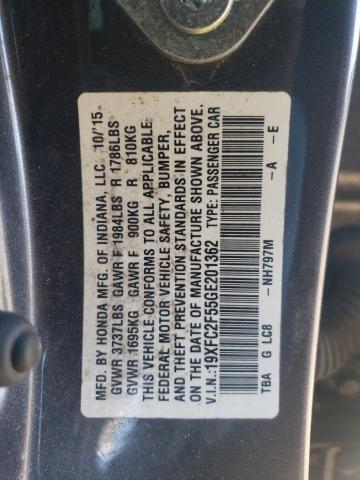 MFD BY HONDA MFG. OF INDIANA, LLC 10/'15
GVWR 3737LBS GAWR F 1984LBS R 1786LBS
GVWR 1695KG GAWR F 900KG R 810KG
THIS VEHICLE CONFORMS TO ALL APPLICABLE
FEDERAL MOTOR VEHICLE SAFETY, BUMPER,
AND THEFT PREVENTION STANDARDS IN EFFECT
ON THE DATE OF MANUFACTURE SHOWN ABOVE.
V.I.N.:19XFC2F55GE201362 TYPE: PASSENGER CAR
TBA G LC8 —NH797M —A —E